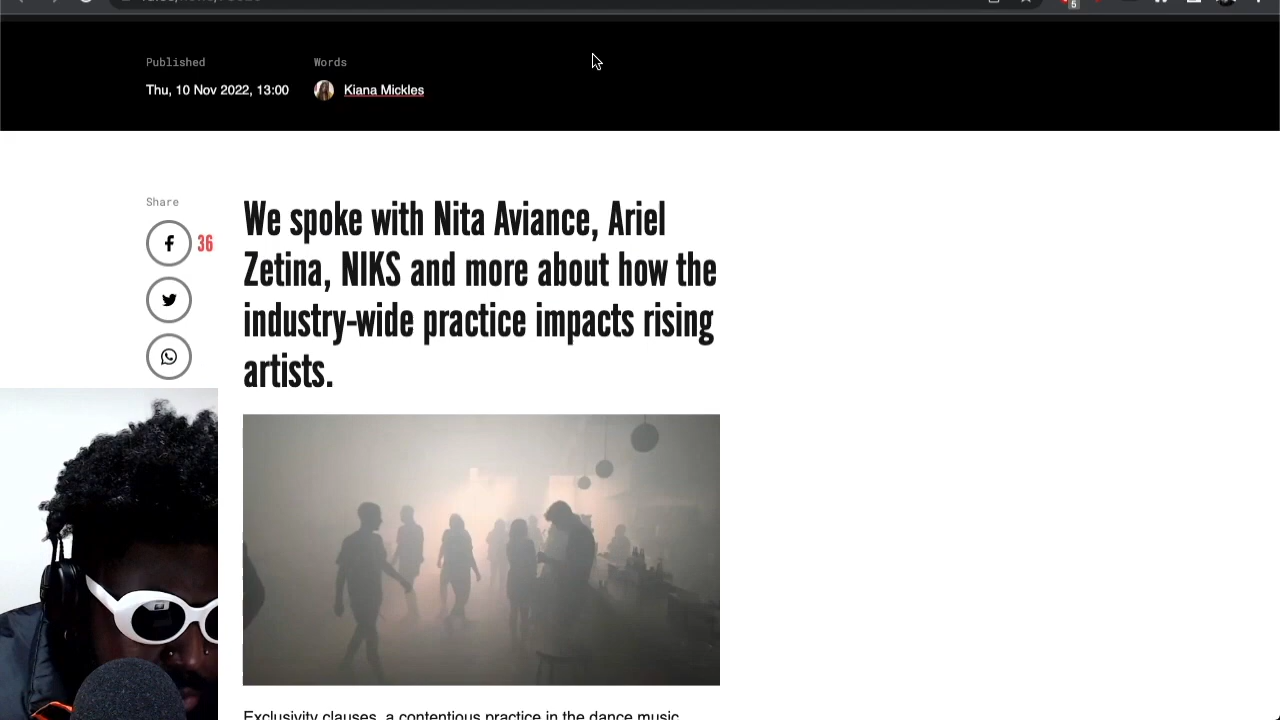 5
Published
Words
Thu, 10 Nov 2022, 13:00
Kiana Mickles
Share
36
We spoke with Nita Aviance, Ariel
Zetina, NIKS and more about how the
industry-wide practice impacts rising
artists.
Exclusivity clauses, a contentious practice in the dance music